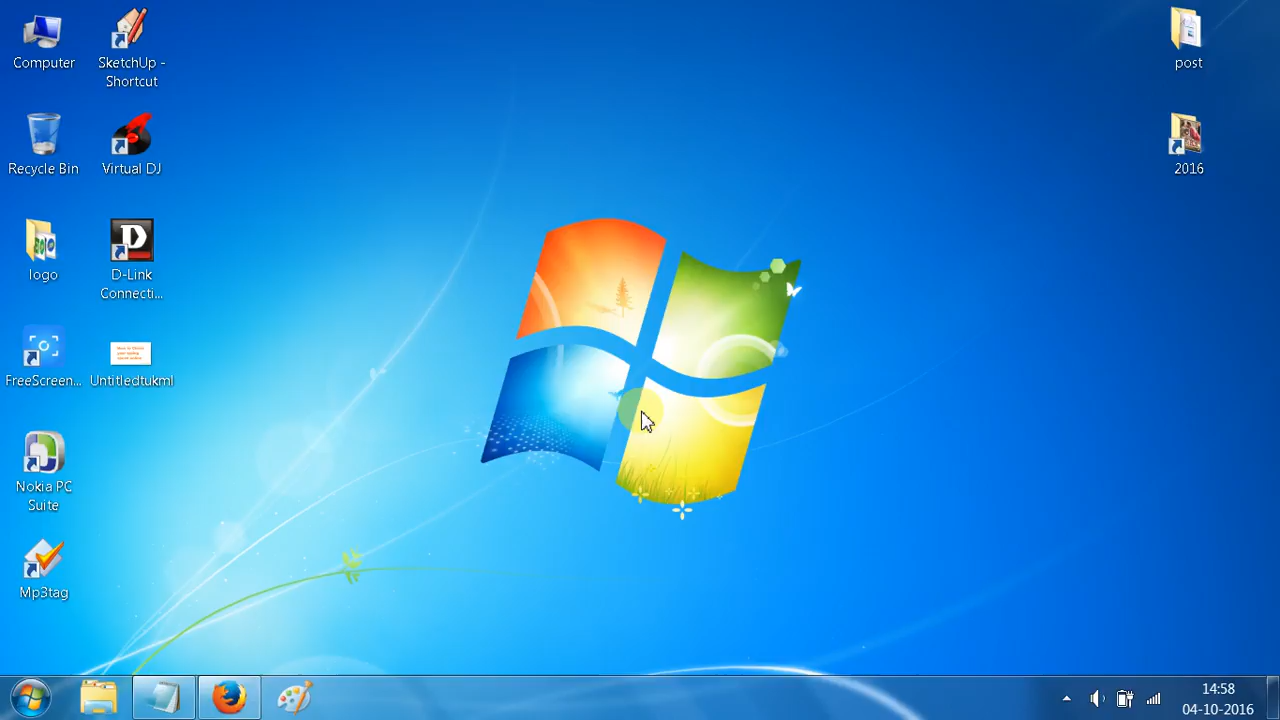 Computer
SketchUp -
Shortcut
post
Recycle Bin
Virtual DJ
2016
logo
D-Link
Connecti...
FreeScreen...
Untitledtukml
Nokia PC
Suite
Mp3tag
14:58
04-10-2016